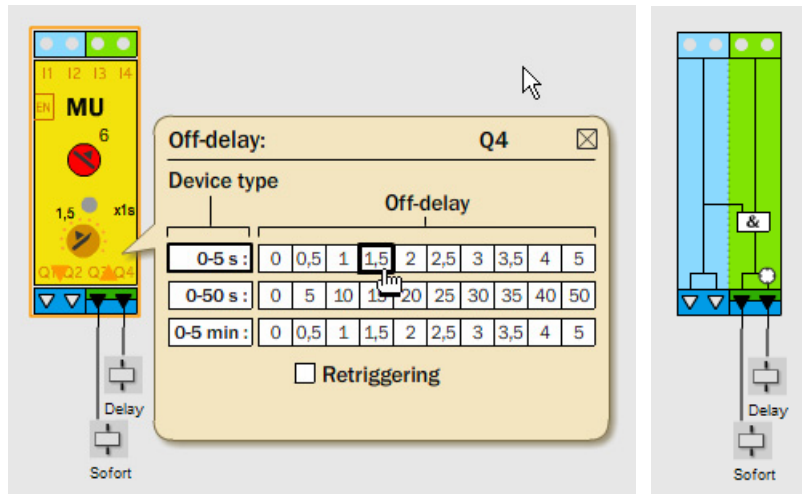 I1 I2 I3 I4
EN MU
6
1,5 x1s
Q1 Q2 Q3 Q4
Delay
Sofort
Off-delay: Q4
Device type
Off-delay
0-5 s : 0 0,5 1 1,5 2 2,5 3 3,5 4 5
0-50 s : 0 5 10 15 20 25 30 35 40 50
0-5 min : 0 0,5 1 1,5 2 2,5 3 3,5 4 5
Retriggering
&
Delay
Sofort